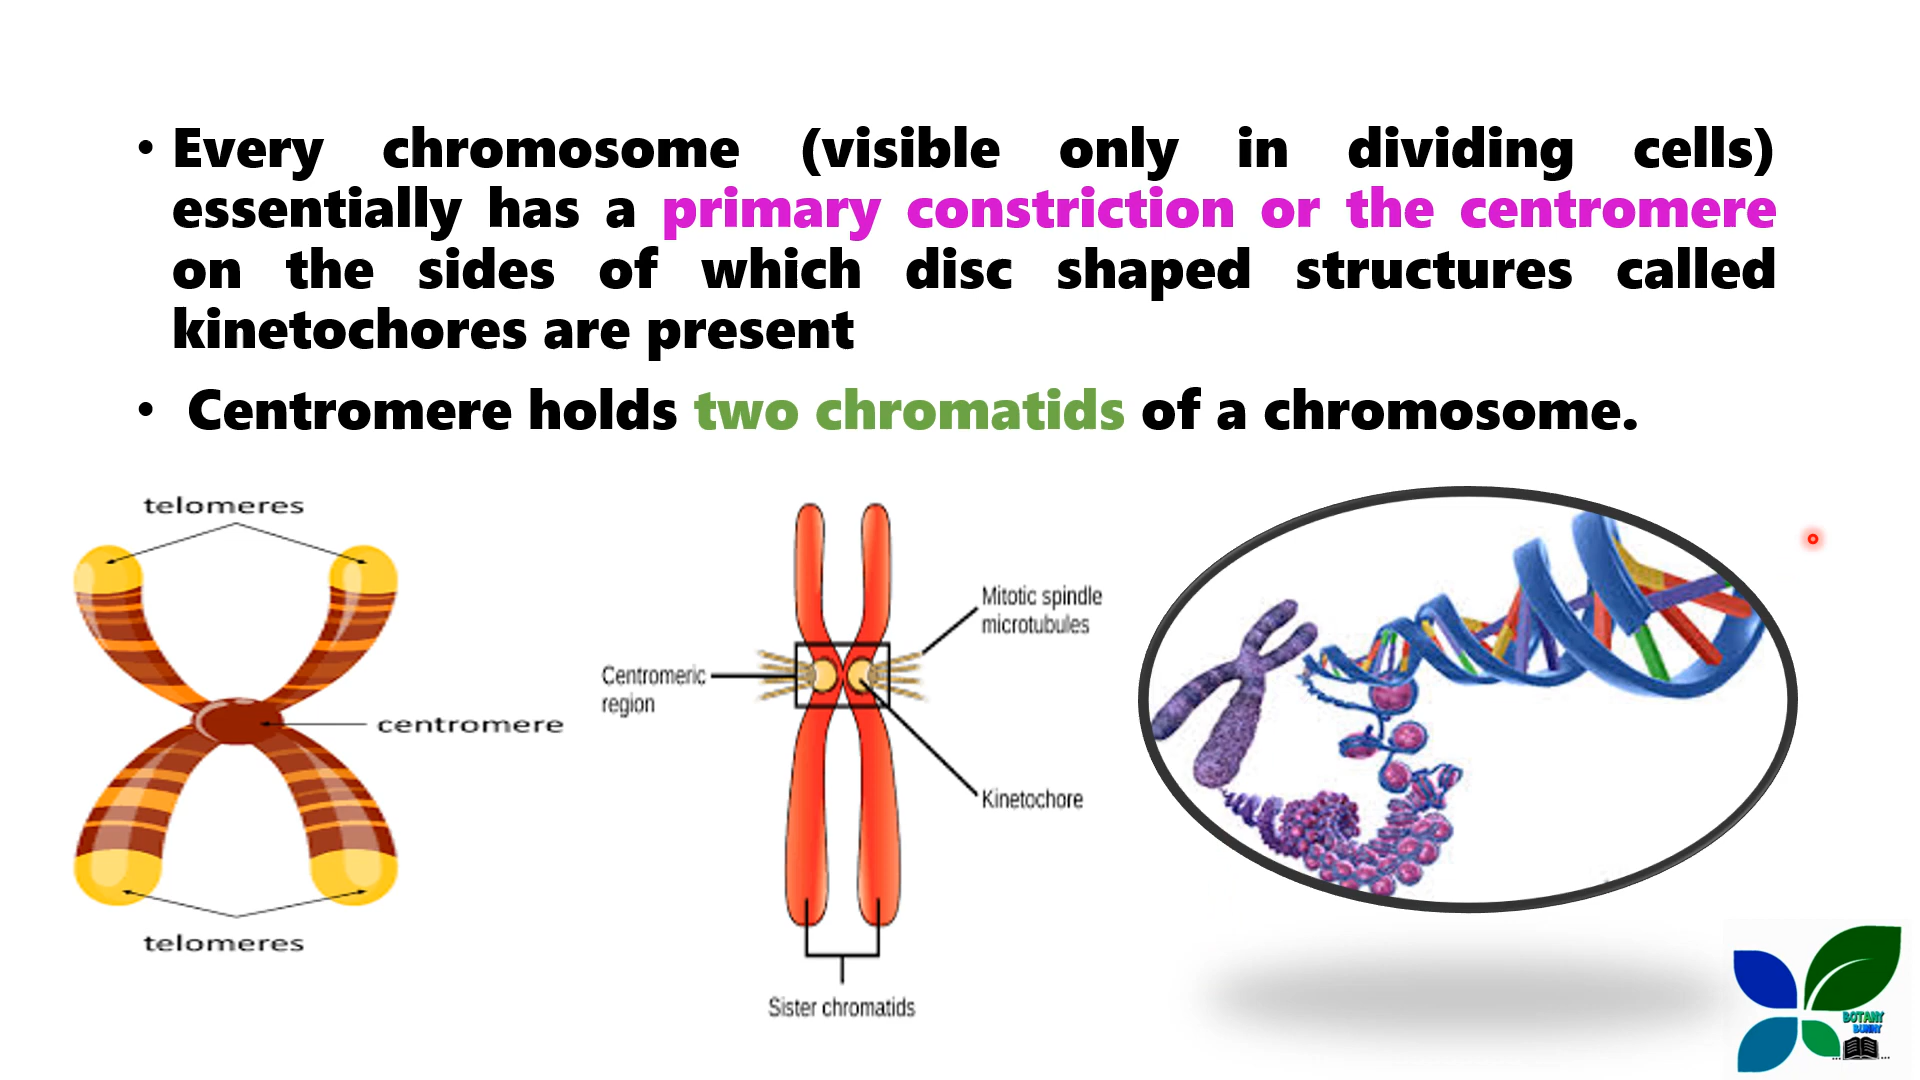 • Every chromosome (visible only in dividing cells)
essentially has a primary constriction or the centromere
on the sides of which disc shaped structures called
kinetochores are present
• Centromere holds two chromatids of a chromosome.
telomeres
centromere
telomeres
Mitotic spindle
microtubules
Centromeric
region
Kinetochore
Sister chromatids
BOTANY
BUNNY